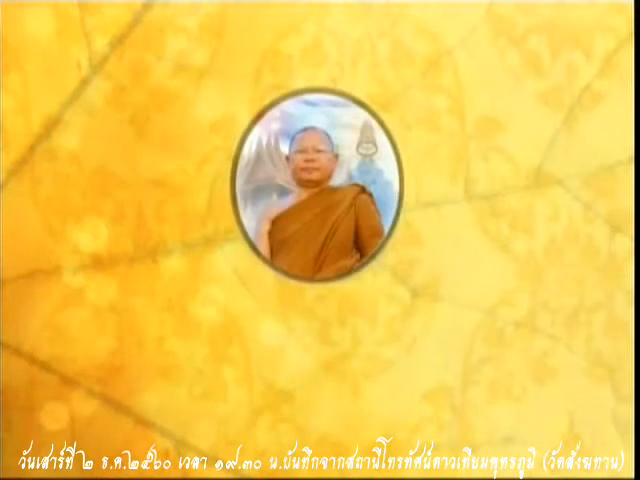 วันเสาร์ที่ ๒ ธ.ค.๒๕๖๐ เวลา ๑๙.๓๐ น.บันทึกจากสถานีโทรทัศน์ดาวเทียมพุทธภูมิ (วัดสังฆทาน)